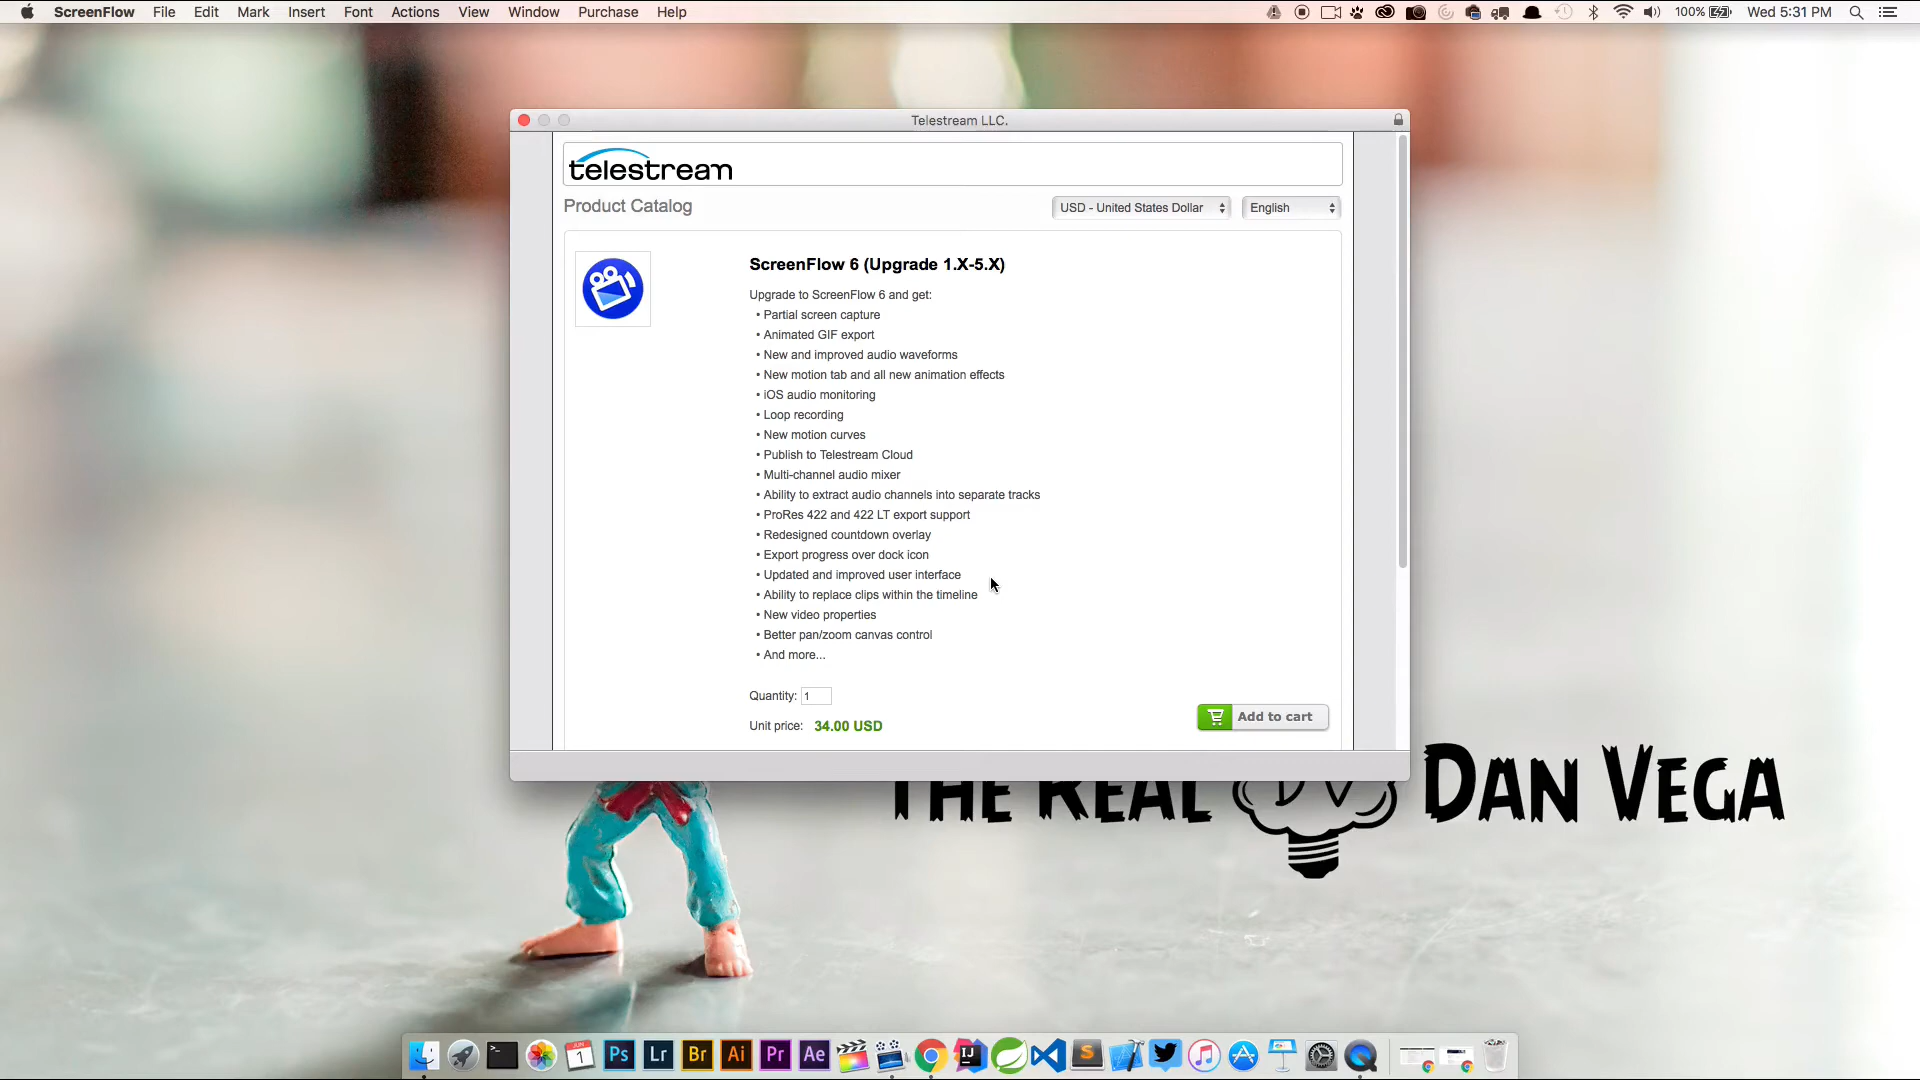 ScreenFlow File Edit Mark Insert Font Actions View Window Purchase Help 100% Wed 5:31 PM
Telestream LLC.
telestream
Product Catalog
USD - United States Dollar
English
ScreenFlow 6 (Upgrade 1.X-5.X)
Upgrade to ScreenFlow 6 and get:
• Partial screen capture
• Animated GIF export
• New and improved audio waveforms
• New motion tab and all new animation effects
• iOS audio monitoring
• Loop recording
• New motion curves
• Publish to Telestream Cloud
• Multi-channel audio mixer
• Ability to extract audio channels into separate tracks
• ProRes 422 and 422 LT export support
• Redesigned countdown overlay
• Export progress over dock icon
• Updated and improved user interface
• Ability to replace clips within the timeline
• New video properties
• Better pan/zoom canvas control
• And more...
Quantity: 1
Unit price: 34.00 USD
Add to cart
THE REAL DV DAN VEGA
JUN 1 Ps Lr Br Ai Pr Ae IJ S